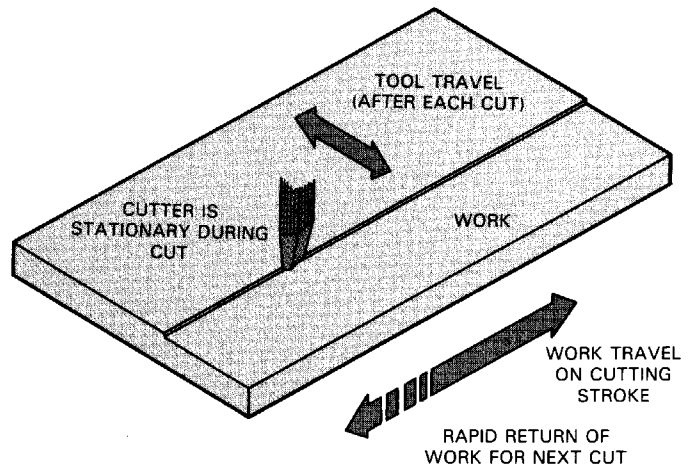 TOOL TRAVEL
(AFTER EACH CUT)
CUTTER IS
STATIONARY DURING
CUT
WORK
WORK TRAVEL
ON CUTTING
STROKE
RAPID RETURN OF
WORK FOR NEXT CUT